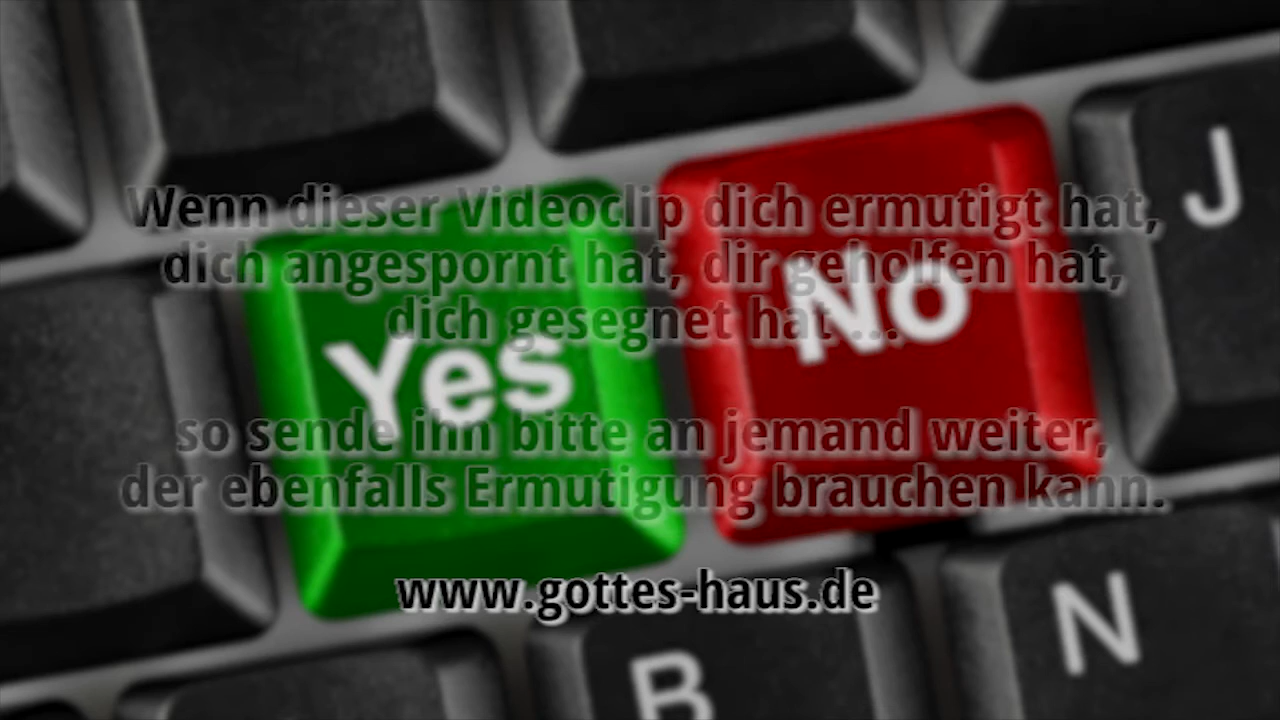 Wenn dieser Videoclip dich ermutigt hat,
dich angespornt hat, dir geholfen hat,
dich gesegnet hat ...
so sende ihn bitte an jemand weiter,
der ebenfalls Ermutigung brauchen kann.
www.gottes-haus.de
Yes
No
J
B
N